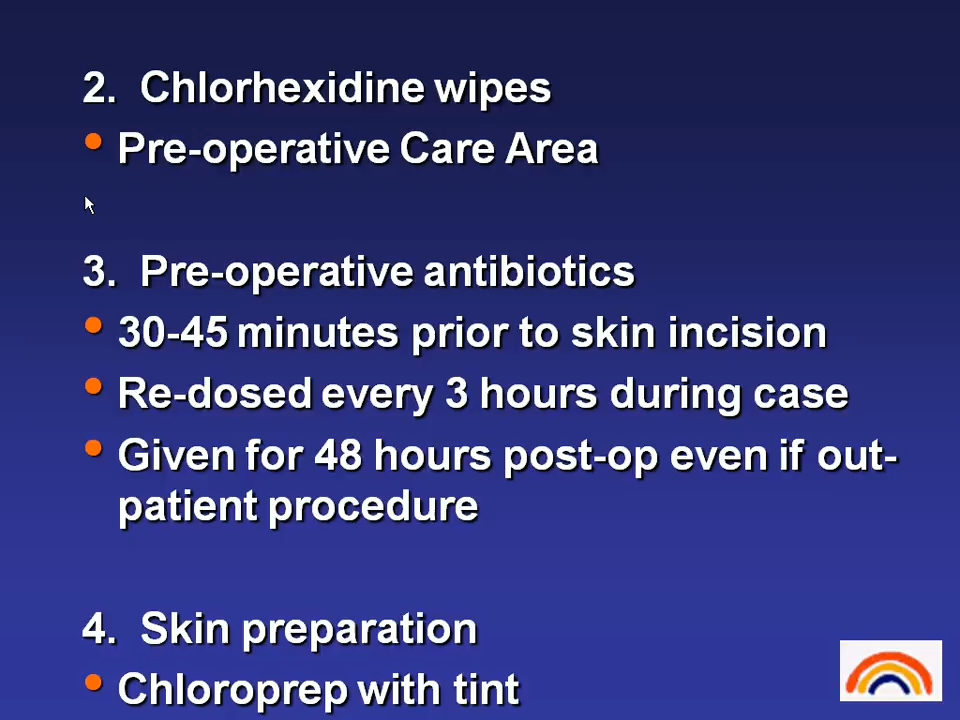 2. Chlorhexidine wipes
• Pre-operative Care Area
3. Pre-operative antibiotics
• 30-45 minutes prior to skin incision
• Re-dosed every 3 hours during case
• Given for 48 hours post-op even if out-
patient procedure
4. Skin preparation
• Chloroprep with tint